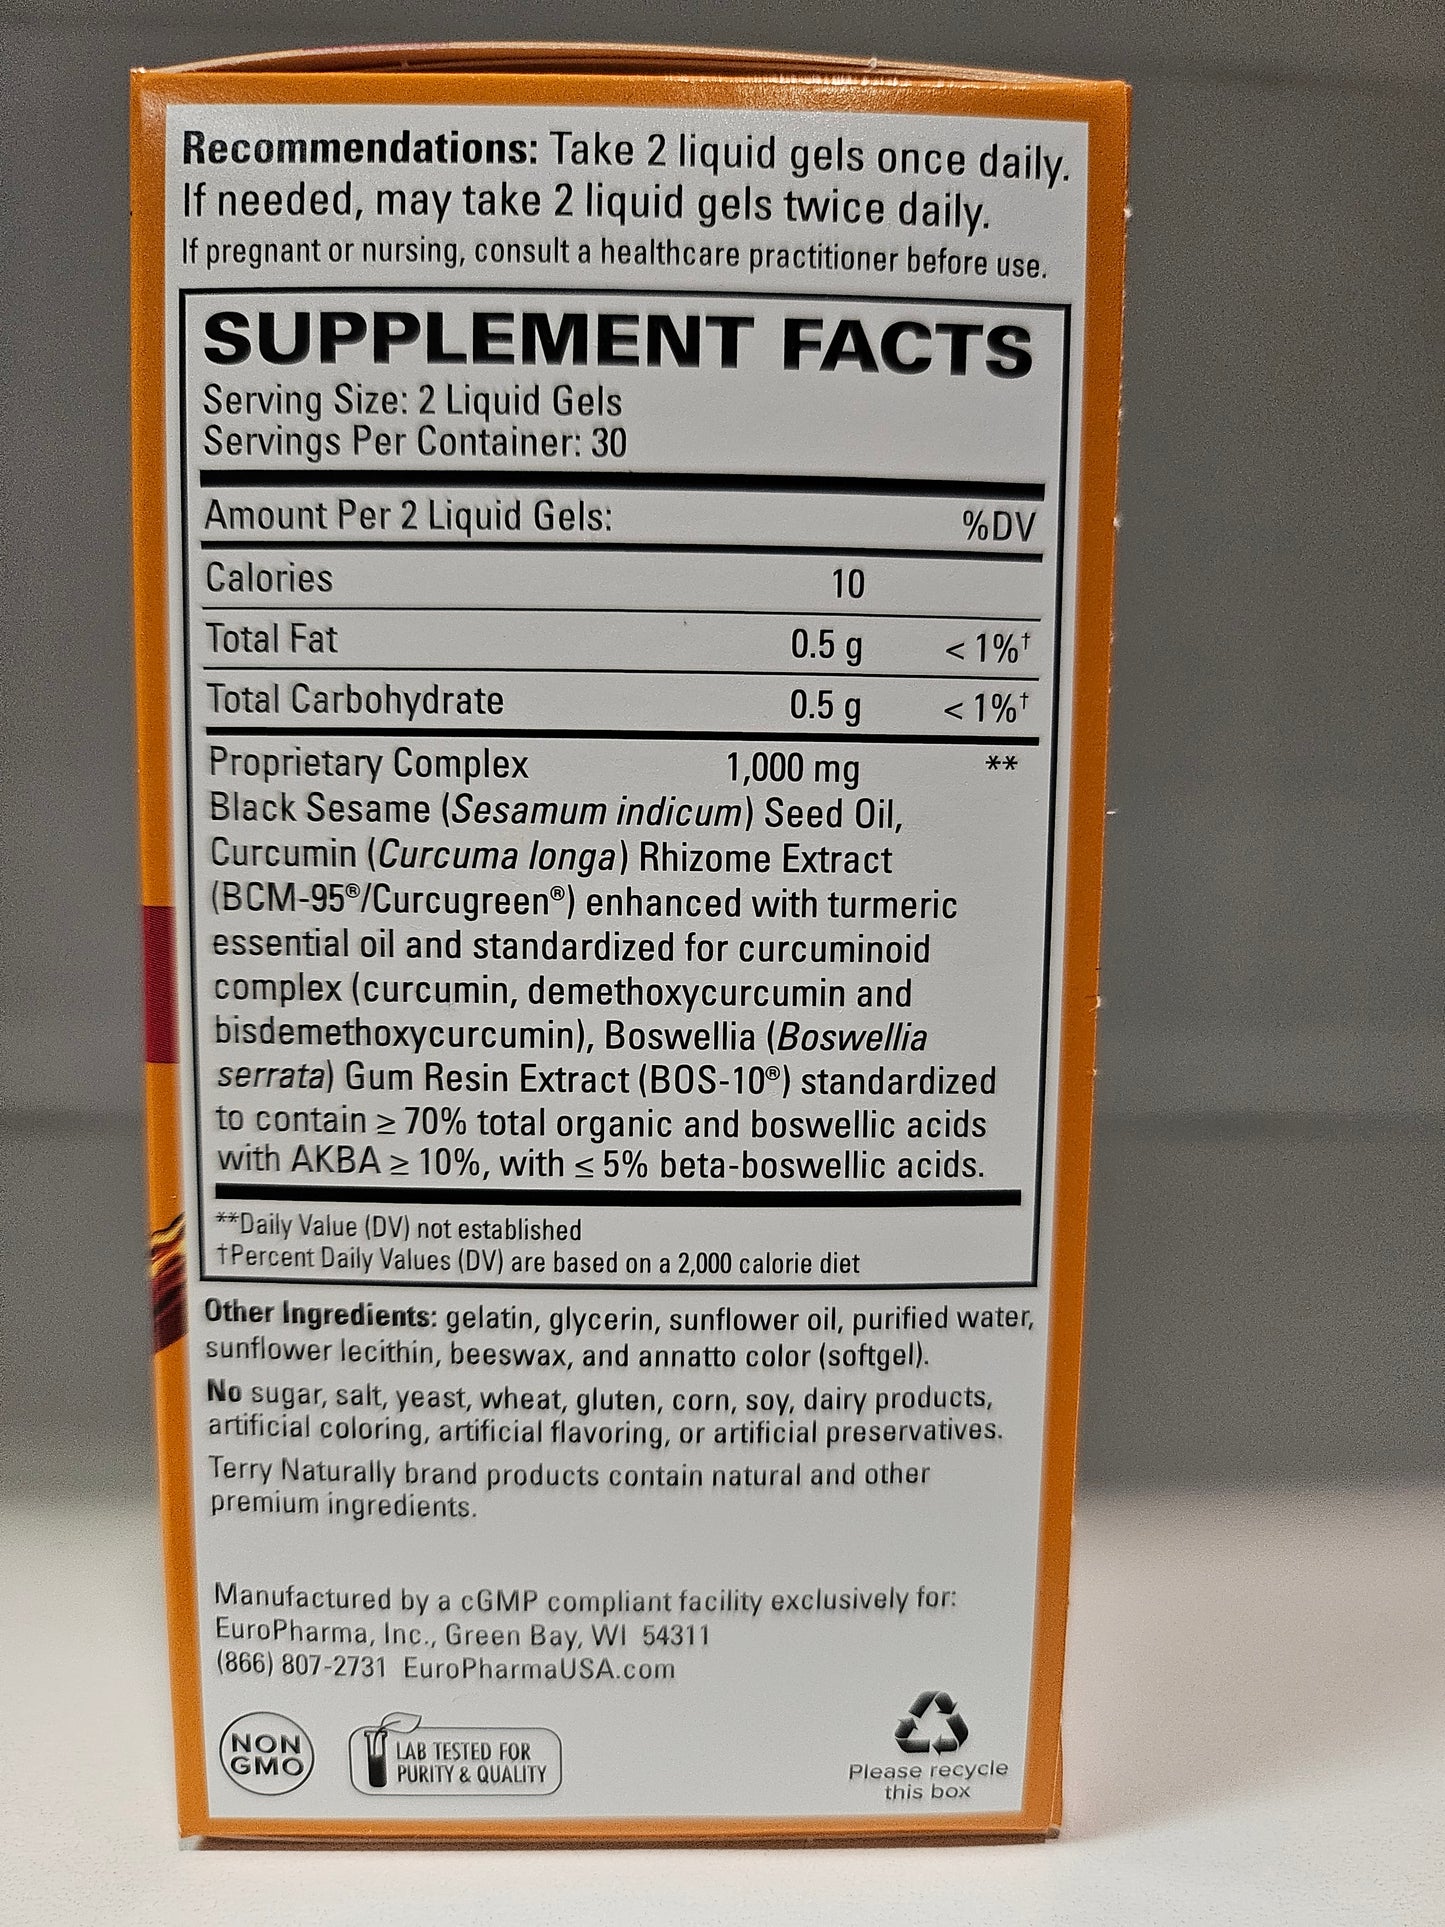 Recommendations: Take 2 liquid gels once daily.
If needed, may take 2 liquid gels twice daily.
If pregnant or nursing, consult a healthcare practitioner before use.
SUPPLEMENT FACTS
Serving Size: 2 Liquid Gels
Servings Per Container: 30
Amount Per 2 Liquid Gels: %DV
Calories 10
Total Fat 0.5 g < 1%†
Total Carbohydrate 0.5 g < 1%†
Proprietary Complex 1,000 mg **
Black Sesame (Sesamum indicum) Seed Oil,
Curcumin (Curcuma longa) Rhizome Extract
(BCM-95®/Curcugreen®) enhanced with turmeric
essential oil and standardized for curcuminoid
complex (curcumin, demethoxycurcumin and
bisdemethoxycurcumin), Boswellia (Boswellia
serrata) Gum Resin Extract (BOS-10®) standardized
to contain ≥ 70% total organic and boswellic acids
with AKBA ≥ 10%, with ≤ 5% beta-boswellic acids.
**Daily Value (DV) not established
†Percent Daily Values (DV) are based on a 2,000 calorie diet
Other Ingredients: gelatin, glycerin, sunflower oil, purified water,
sunflower lecithin, beeswax, and annatto color (softgel).
No sugar, salt, yeast, wheat, gluten, corn, soy, dairy products,
artificial coloring, artificial flavoring, or artificial preservatives.
Terry Naturally brand products contain natural and other
premium ingredients.
Manufactured by a cGMP compliant facility exclusively for:
EuroPharma, Inc., Green Bay, WI 54311
(866) 807-2731 EuroPharmaUSA.com
NON
GMO
LAB TESTED FOR
PURITY & QUALITY
Please recycle
this box